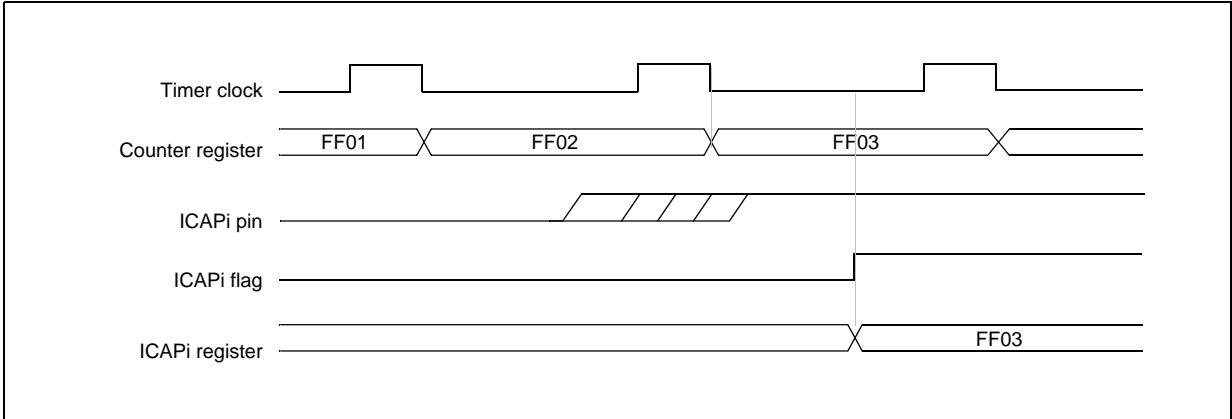 Timer clock
Counter register FF01 FF02 FF03
ICAPi pin
ICAPi flag
ICAPi register FF03